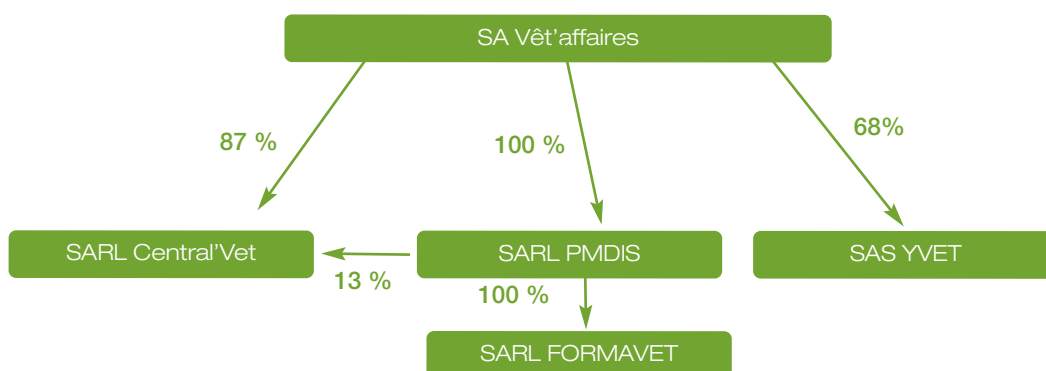 SA Vêt’affaires
87 %
100 %
68%
SARL Central’Vet
SARL PMDIS
SAS YVET
13 %
100 %
SARL FORMAVET